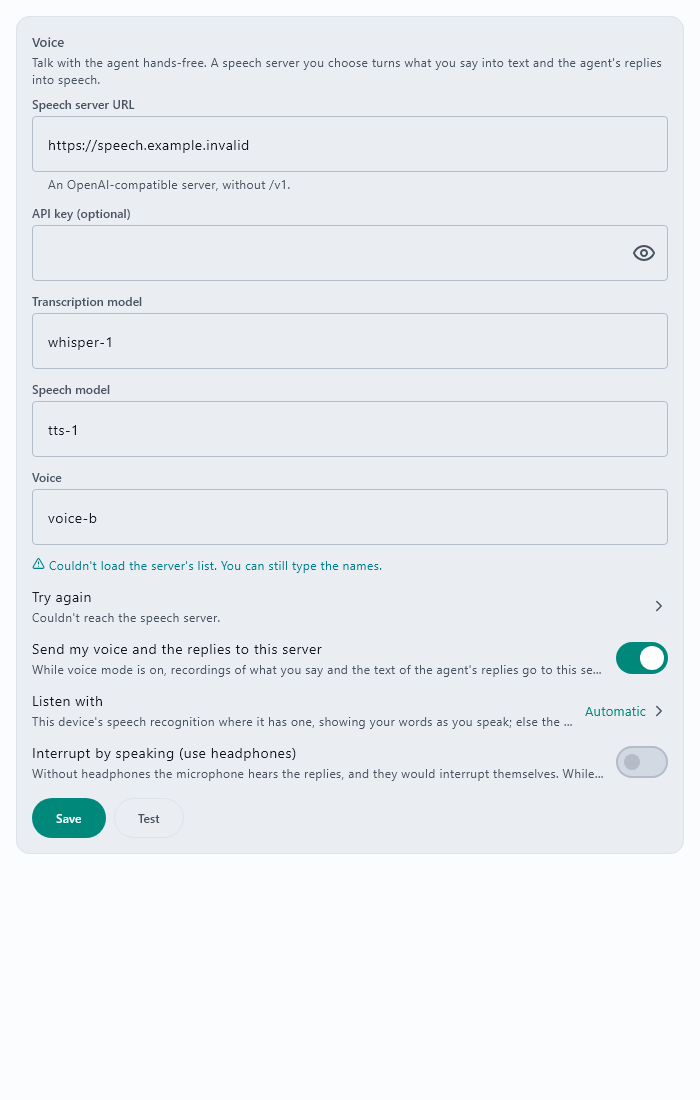 Voice
Talk with the agent hands-free. A speech server you choose turns what you say into text and the agent's replies
into speech.
Speech server URL
https://speech.example.invalid
An OpenAI-compatible server, without /v1.
API key (optional)
Transcription model
whisper-1
Speech model
tts-1
Voice
voice-b
Couldn't load the server's list. You can still type the names.
Try again
Couldn't reach the speech server.
Send my voice and the replies to this server
While voice mode is on, recordings of what you say and the text of the agent's replies go to this se...
Listen with
This device's speech recognition where it has one, showing your words as you speak; else the ...
Automatic
Interrupt by speaking (use headphones)
Without headphones the microphone hears the replies, and they would interrupt themselves. While...
Save
Test